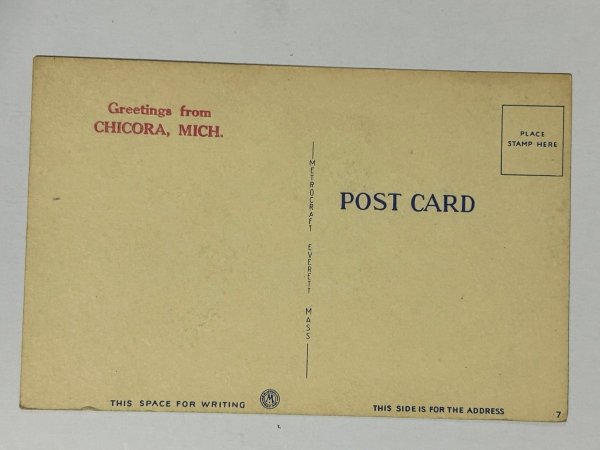 Greetings from
CHICORA, MICH.
PLACE
STAMP HERE
METROCRAFT EVERETT MASS
POST CARD
THIS SPACE FOR WRITING
M
THIS SIDE IS FOR THE ADDRESS
7